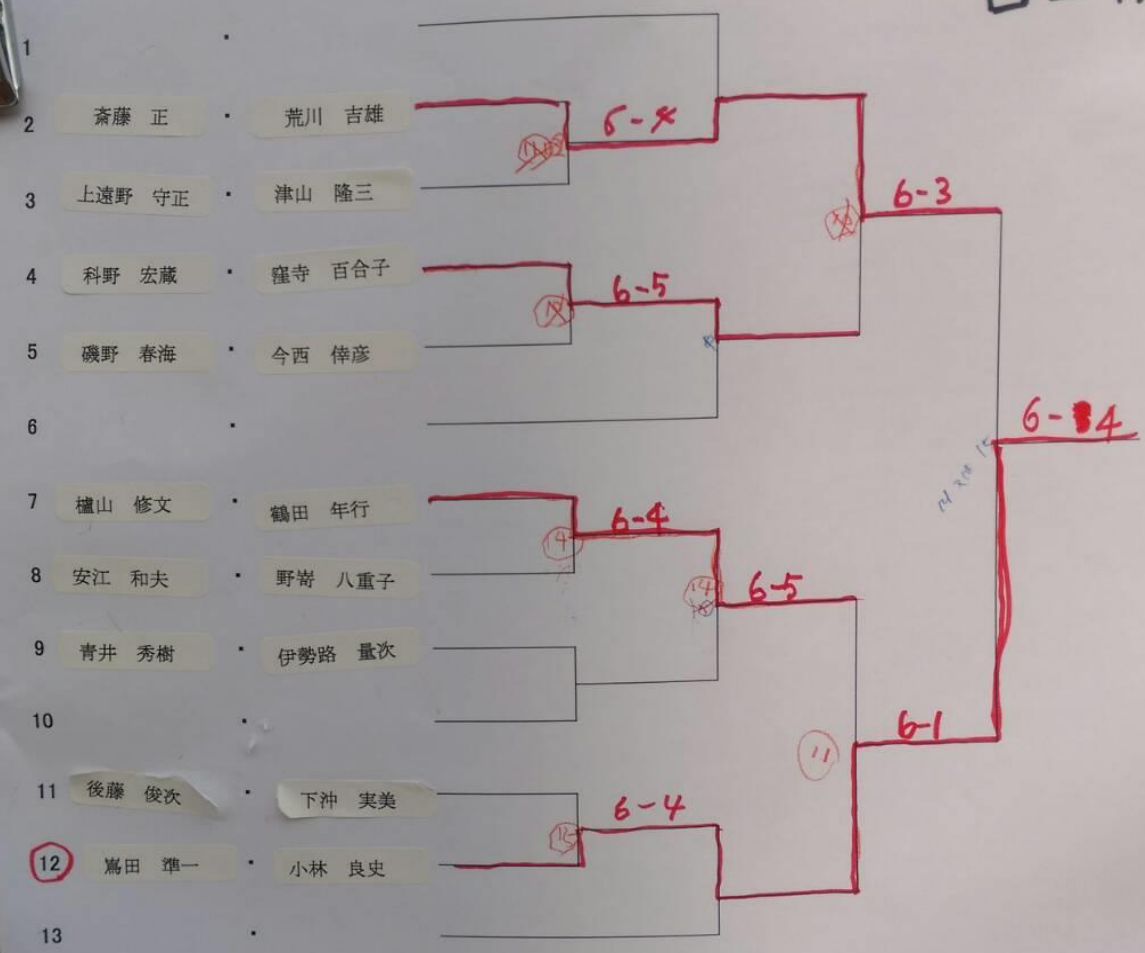 1 ・
2 斎藤 正 ・ 荒川 吉雄
6-4
3 上遠野 守正 ・ 津山 隆三
6-3
4 科野 宏蔵 ・ 窪寺 百合子
6-5
5 磯野 春海 ・ 今西 倖彦
6 ・
6-4
7 櫨山 修文 ・ 鶴田 年行
6-4
14
8 安江 和夫 ・ 野嵜 八重子
14
6-5
9 青井 秀樹 ・ 伊勢路 量次
10 ・
6-1
11
11 後藤 俊次 ・ 下沖 実美
6-4
12 嶌田 準一 ・ 小林 良史
13 ・